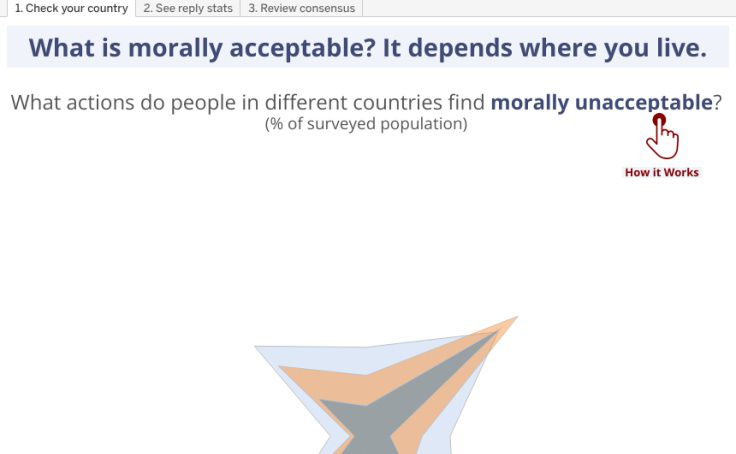 1. Check your country 2. See reply stats 3. Review consensus
What is morally acceptable? It depends where you live.
What actions do people in different countries find morally unacceptable?
(% of surveyed population)
How it Works